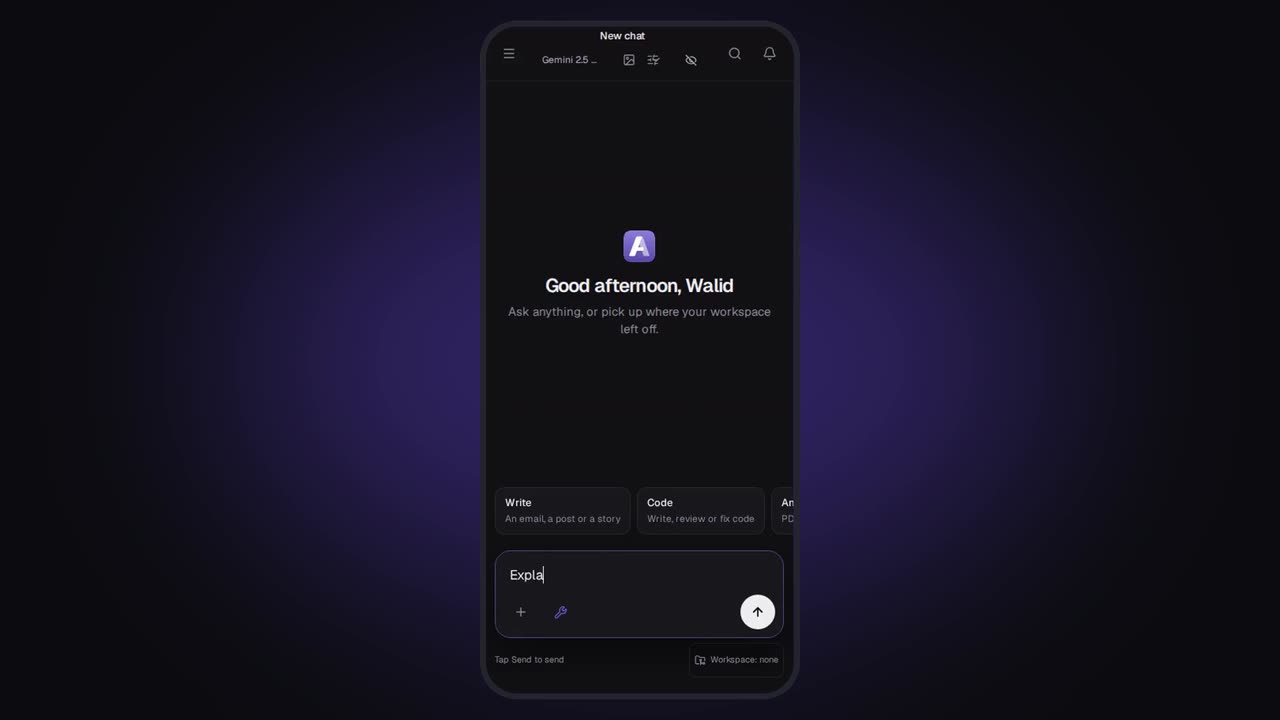 New chat
Gemini 2.5 ...
Good afternoon, Walid
Ask anything, or pick up where your workspace
left off.
Write
An email, a post or a story
Code
Write, review or fix code
An
PD
Expla
Tap Send to send
Workspace: none